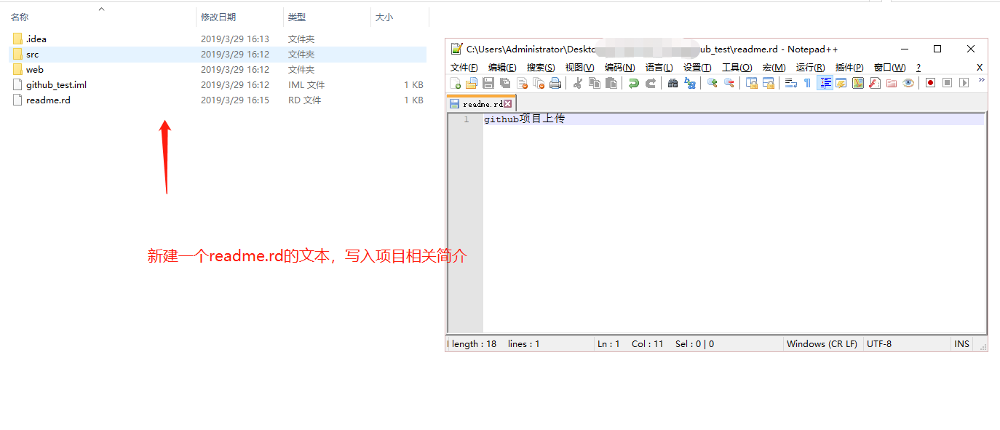 名称 修改日期 类型 大小
.idea 2019/3/29 16:13 文件夹
src 2019/3/29 16:12 文件夹
web 2019/3/29 16:12 文件夹
github_test.iml 2019/3/29 16:12 IML 文件 1 KB
readme.rd 2019/3/29 16:15 RD 文件 1 KB
新建一个readme.rd的文本，写入项目相关简介
C:\Users\Administrator\Deskto ub_test\readme.rd - Notepad++
文件(F) 编辑(E) 搜索(S) 视图(V) 编码(N) 语言(L) 设置(T) 工具(O) 宏(M) 运行(R) 插件(P) 窗口(W) ? X
readme.rd
1 github项目上传
length : 18 lines : 1 Ln : 1 Col : 11 Sel : 0 | 0 Windows (CR LF) UTF-8 INS